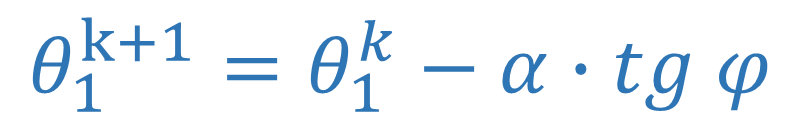 θ₁ᵏ⁺¹ = θ₁ᵏ − α · tg φ